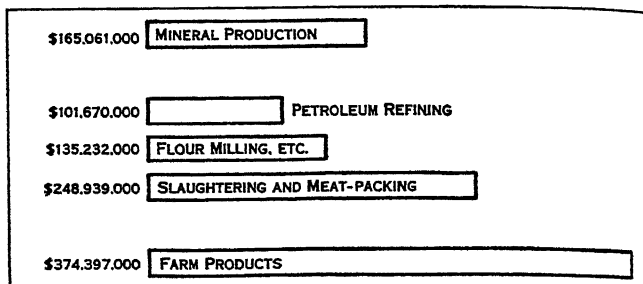 $165,061,000 MINERAL PRODUCTION
$101,670,000 PETROLEUM REFINING
$135,232,000 FLOUR MILLING, ETC.
$248,939,000 SLAUGHTERING AND MEAT-PACKING
$374,397,000 FARM PRODUCTS